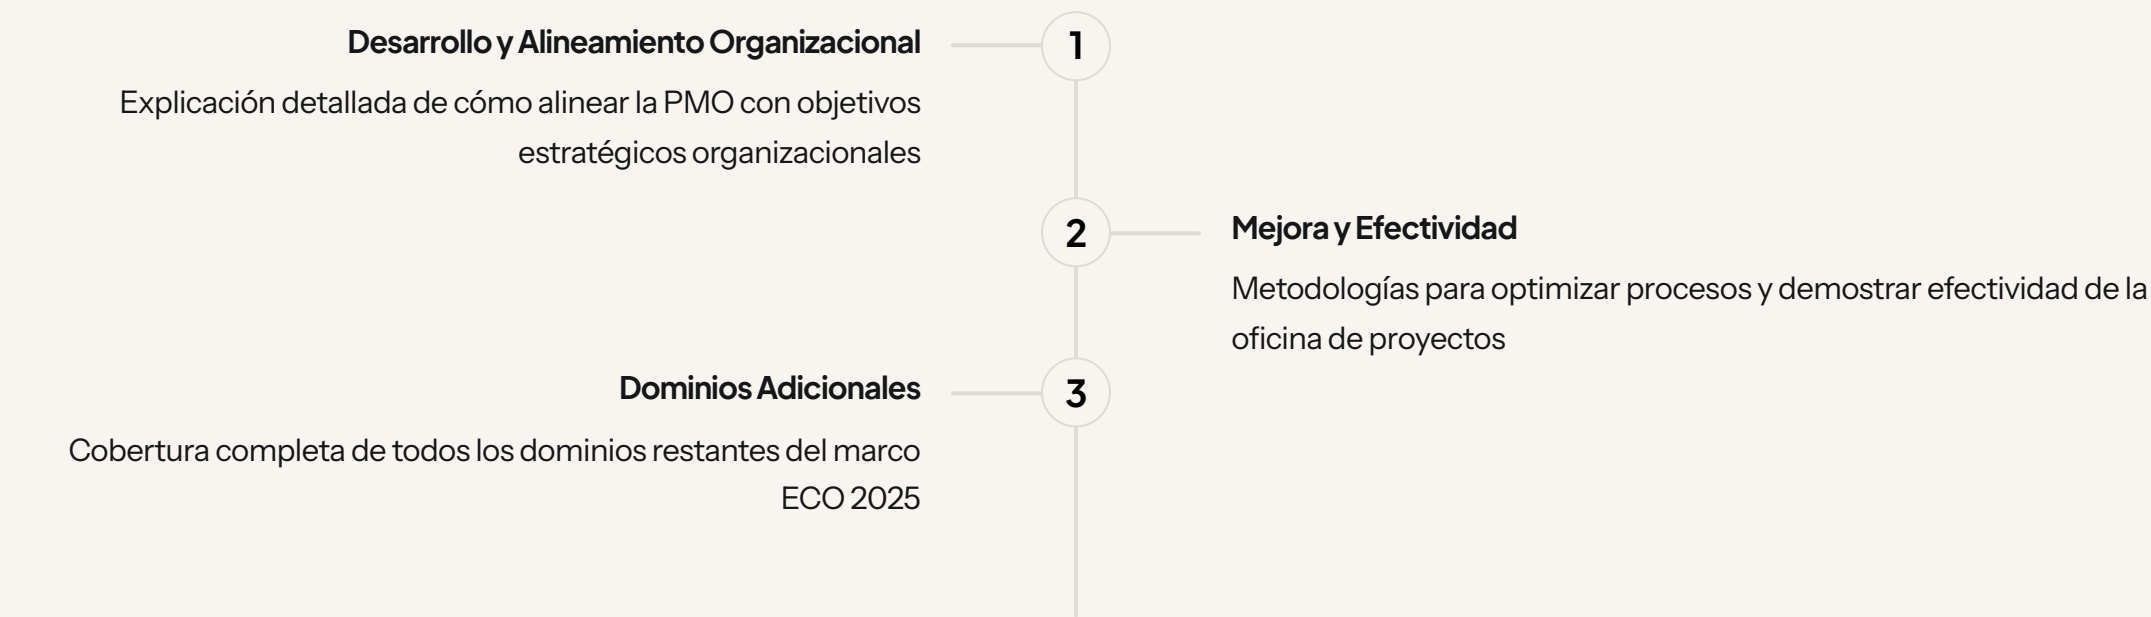 Desarrollo y Alineamiento Organizacional
1
Explicación detallada de cómo alinear la PMO con objetivos
estratégicos organizacionales
2
Mejora y Efectividad
Metodologías para optimizar procesos y demostrar efectividad de la
oficina de proyectos
Dominios Adicionales
3
Cobertura completa de todos los dominios restantes del marco
ECO 2025